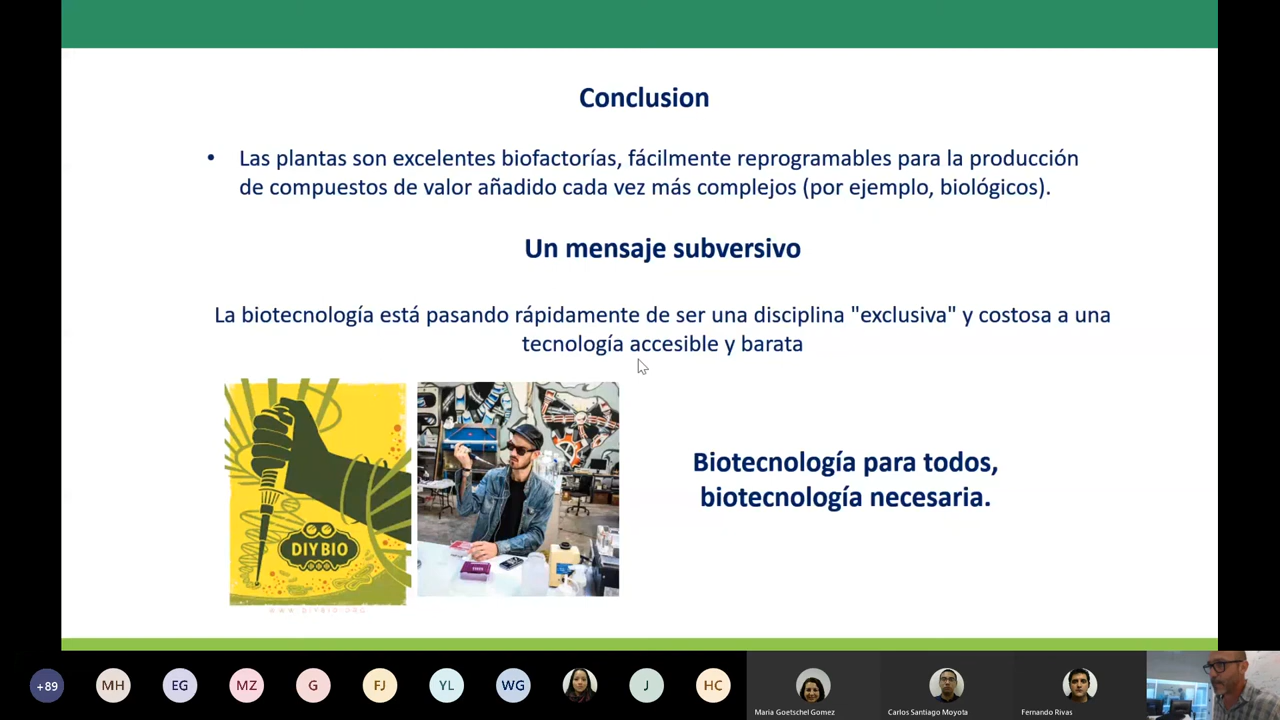 Conclusion
• Las plantas son excelentes biofactorías, fácilmente reprogramables para la producción
de compuestos de valor añadido cada vez más complejos (por ejemplo, biológicos).
Un mensaje subversivo
La biotecnología está pasando rápidamente de ser una disciplina "exclusiva" y costosa a una
tecnología accesible y barata
DIY BIO
WWW.DIYBIO.ORG
Biotecnología para todos,
biotecnología necesaria.
+89
MH
EG
MZ
G
FJ
YL
WG
J
HC
Maria Goetschel Gomez
Carlos Santiago Moyota
Fernando Rivas